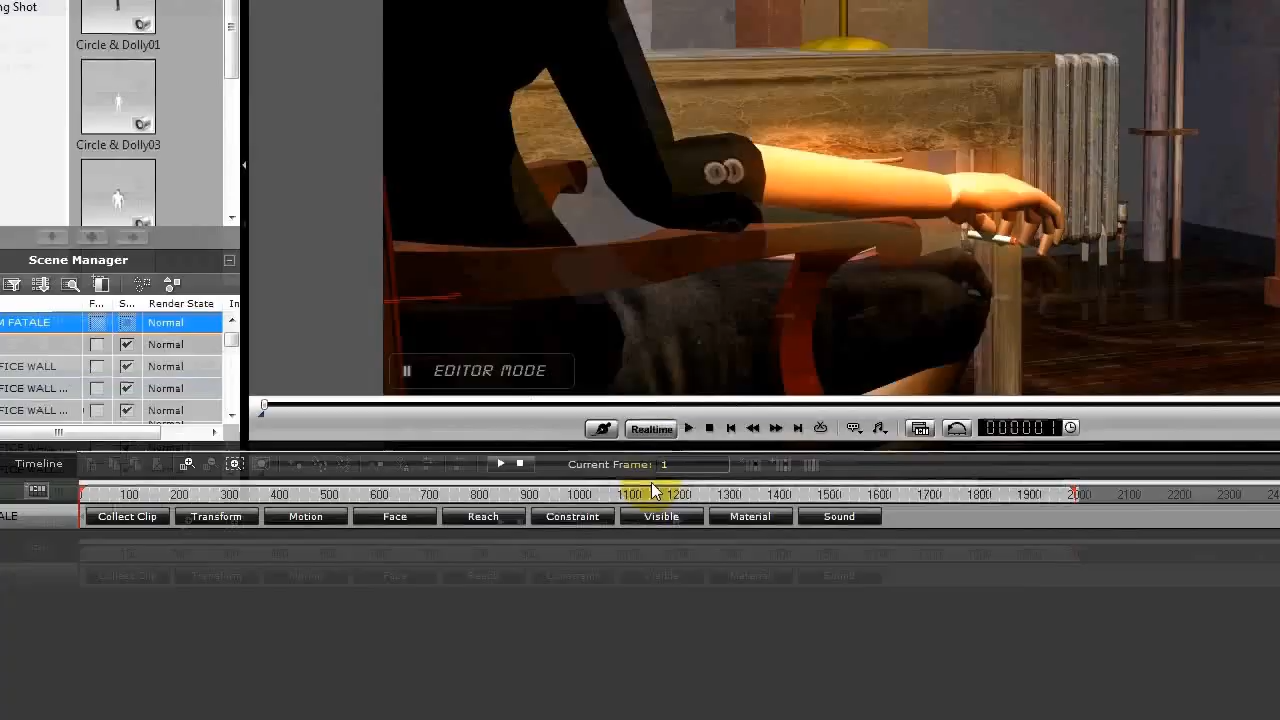 ng Shot
Circle & Dolly01
Circle & Dolly03
Scene Manager
F... S... Render State In
M FATALE Normal
Normal
FICE WALL Normal
FICE WALL ... Normal
FICE WALL ... Normal
EDITOR MODE
Realtime 000001
Timeline Current Frame: 1
100 200 300 400 500 600 700 800 900 1000 1100 1200 1300 1400 1500 1600 1700 1800 1900 2000 2100 2200 2300 24
ALE Collect Clip Transform Motion Face Reach Constraint Visible Material Sound